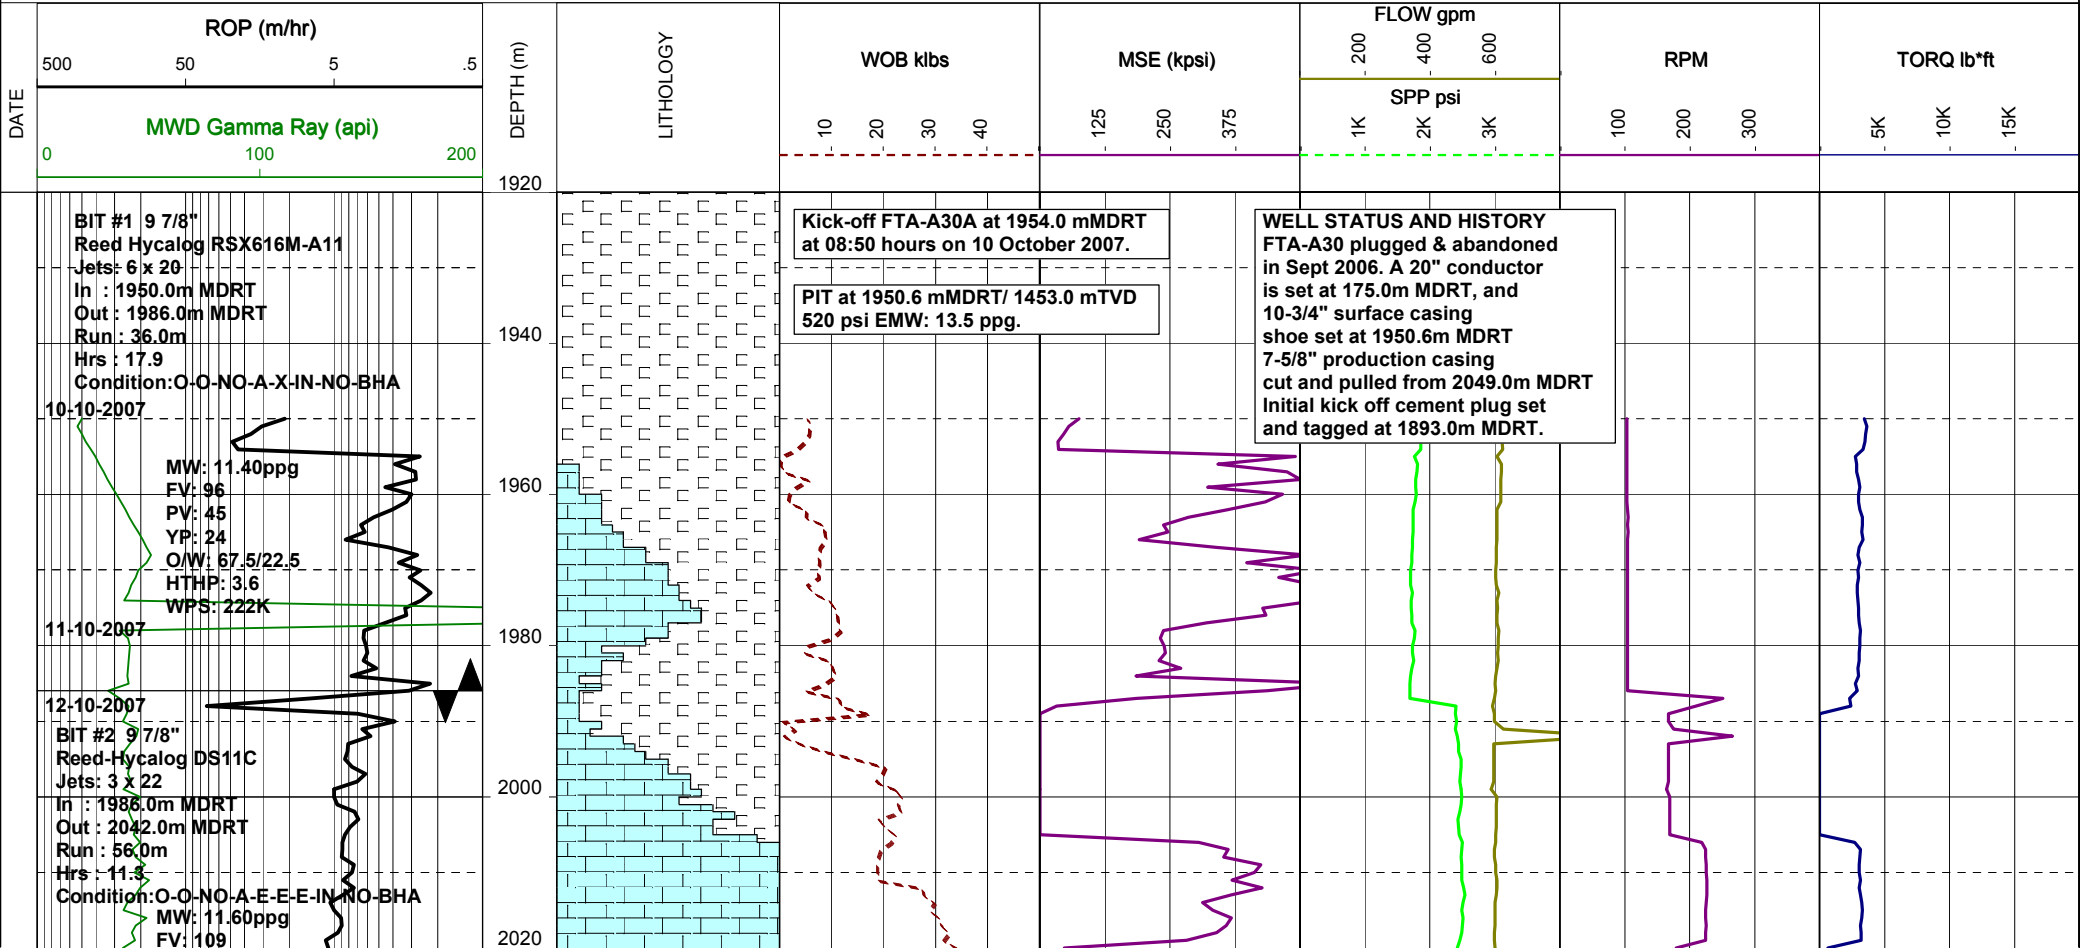 DATE
ROP (m/hr)
500 50 5 .5
MWD Gamma Ray (api)
0 100 200
DEPTH (m)
LITHOLOGY
WOB klbs
10 20 30 40
MSE (kpsi)
125 250 375
FLOW gpm
200 400 600
SPP psi
1K 2K 3K
RPM
100 200 300
TORQ lb*ft
5K 10K 15K
1920
1940
1960
1980
2000
2020
BIT #1 9 7/8"
Reed Hycalog RSX616M-A11
Jets: 6 x 20
In : 1950.0m MDRT
Out : 1986.0m MDRT
Run : 36.0m
Hrs : 17.9
Condition:O-O-NO-A-X-IN-NO-BHA
10-10-2007
MW: 11.40ppg
FV: 96
PV: 45
YP: 24
O/W: 67.5/22.5
HTHP: 3.6
WPS: 222K
11-10-2007
12-10-2007
BIT #2 9 7/8"
Reed-Hycalog DS11C
Jets: 3 x 22
In : 1986.0m MDRT
Out : 2042.0m MDRT
Run : 56.0m
Hrs : 11.3
Condition:O-O-NO-A-E-E-E-IN-NO-BHA
MW: 11.60ppg
FV: 109
Kick-off FTA-A30A at 1954.0 mMDRT
at 08:50 hours on 10 October 2007.
PIT at 1950.6 mMDRT/ 1453.0 mTVD
520 psi EMW: 13.5 ppg.
WELL STATUS AND HISTORY
FTA-A30 plugged & abandoned
in Sept 2006. A 20" conductor
is set at 175.0m MDRT, and
10-3/4" surface casing
shoe set at 1950.6m MDRT
7-5/8" production casing
cut and pulled from 2049.0m MDRT
Initial kick off cement plug set
and tagged at 1893.0m MDRT.